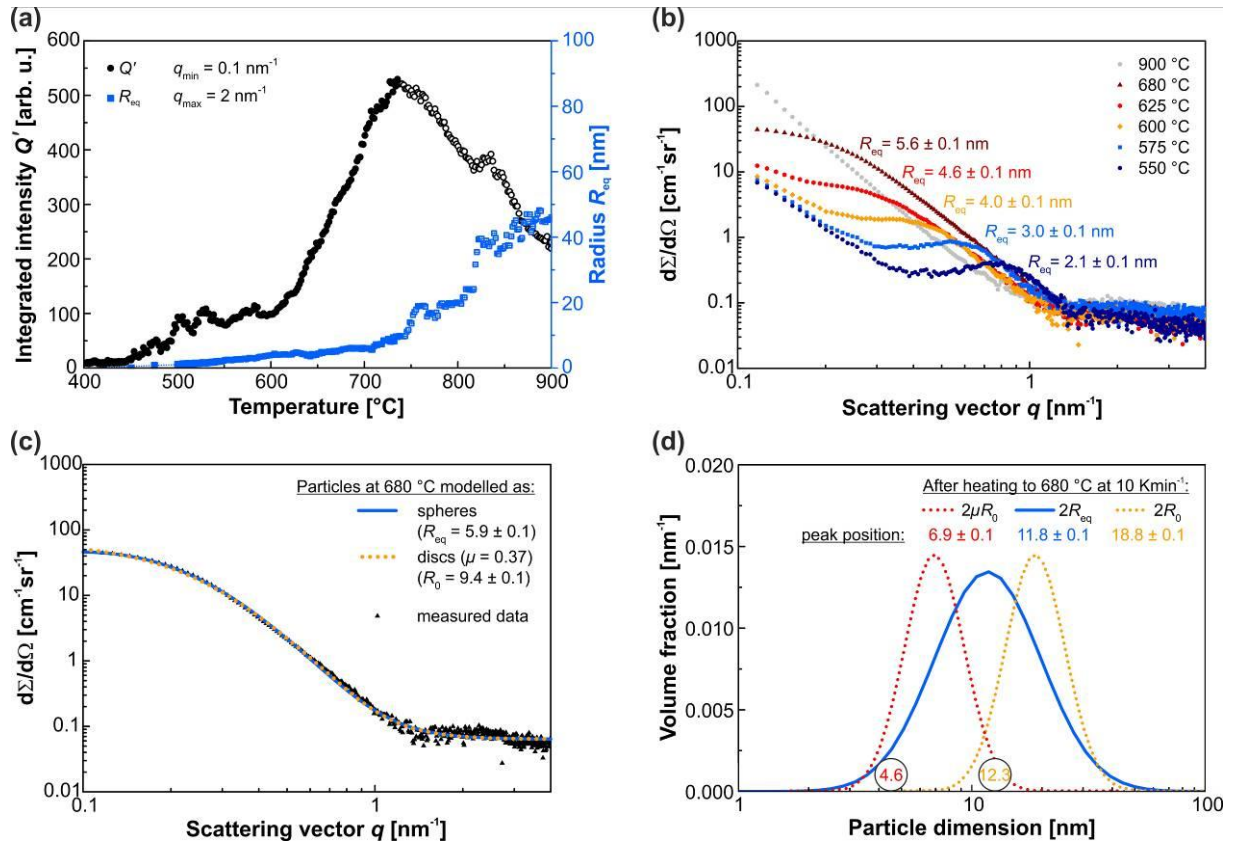 (a)
600
500
400
300
200
100
0
Integrated intensity Q′ [arb. u.]
Q′ q_min = 0.1 nm⁻¹
R_eq q_max = 2 nm⁻¹
100
80
60
40
20
0
Radius R_eq [nm]
400 500 600 700 800 900
Temperature [°C]
(b)
1000
100
10
1
0.1
0.01
dΣ/dΩ [cm⁻¹sr⁻¹]
900 °C
680 °C
625 °C
600 °C
575 °C
550 °C
R_eq = 5.6 ± 0.1 nm
R_eq = 4.6 ± 0.1 nm
R_eq = 4.0 ± 0.1 nm
R_eq = 3.0 ± 0.1 nm
R_eq = 2.1 ± 0.1 nm
0.1 1
Scattering vector q [nm⁻¹]
(c)
1000
100
10
1
0.1
0.01
dΣ/dΩ [cm⁻¹sr⁻¹]
Particles at 680 °C modelled as:
spheres
(R_eq = 5.9 ± 0.1)
discs (μ = 0.37)
(R₀ = 9.4 ± 0.1)
measured data
0.1 1
Scattering vector q [nm⁻¹]
(d)
0.020
0.015
0.010
0.005
0.000
Volume fraction [nm⁻¹]
After heating to 680 °C at 10 Kmin⁻¹:
2μR₀ 2R_eq 2R₀
peak position: 6.9 ± 0.1 11.8 ± 0.1 18.8 ± 0.1
4.6 12.3
1 10 100
Particle dimension [nm]